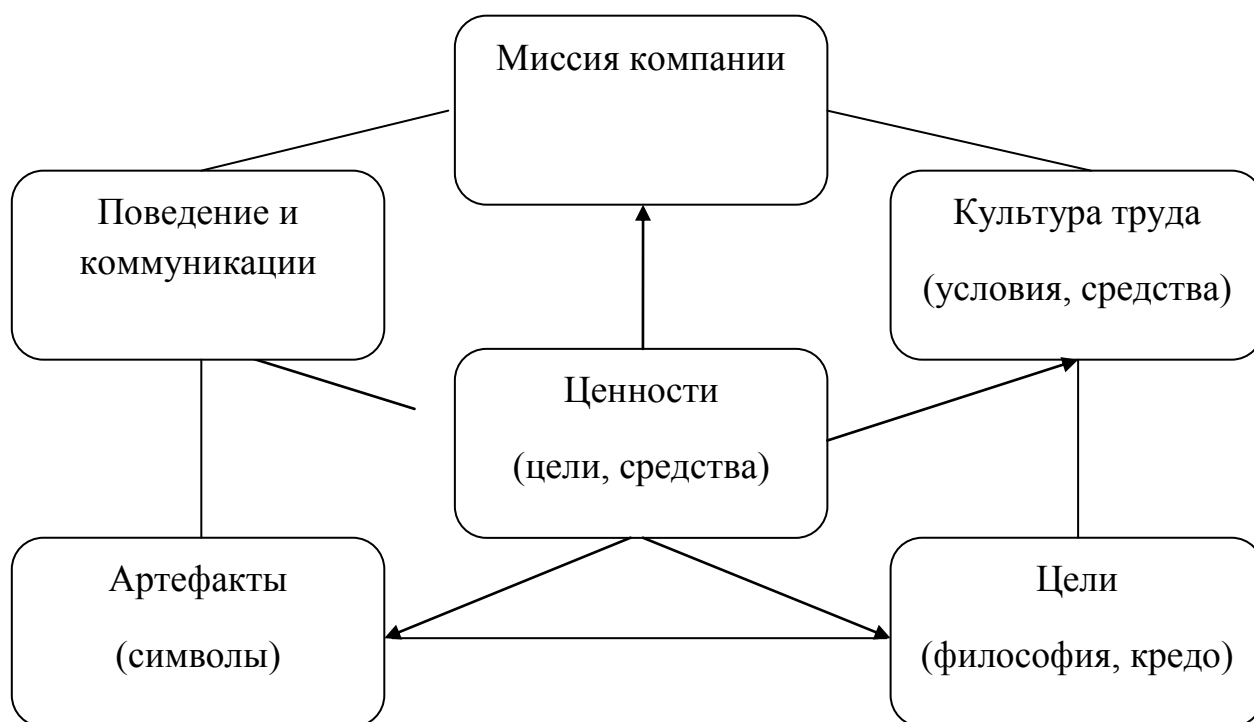 Миссия компании
Поведение и
коммуникации
Культура труда
(условия, средства)
Ценности
(цели, средства)
Артефакты
(символы)
Цели
(философия, кредо)